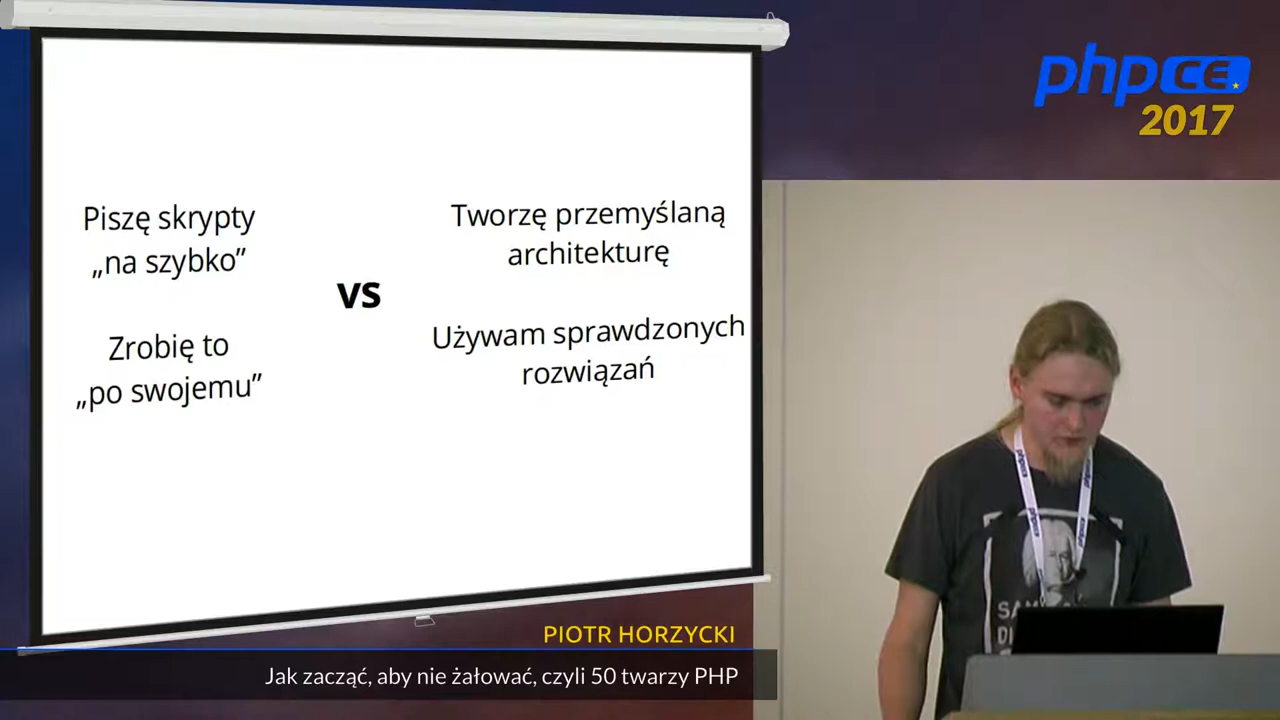 phpCE
2017
Piszę skrypty
„na szybko”
Zrobię to
„po swojemu”
vs
Tworzę przemyślaną
architekturę
Używam sprawdzonych
rozwiązań
phpce
PIOTR HORZYCKI
Jak zacząć, aby nie żałować, czyli 50 twarzy PHP